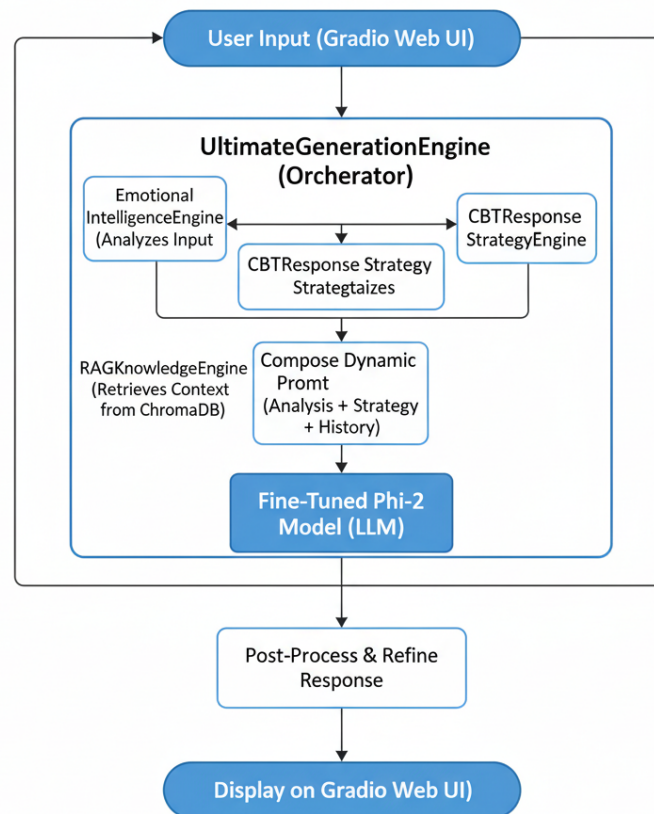 User Input (Gradio Web UI)
UltimateGenerationEngine
(Orcherator)
Emotional
IntelligenceEngine
(Analyzes Input
CBTResponse
StrategyEngine
CBTResponse Strategy
Strategtaizes
RAGKnowledgeEngine
(Retrieves Context
from ChromaDB)
Compose Dynamic
Promt
(Analysis + Strategy
+ History)
Fine-Tuned Phi-2
Model (LLM)
Post-Process & Refine
Response
Display on Gradio Web UI)